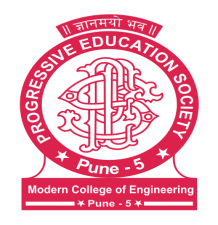 ॥ ज्ञानमयो भव ॥
PROGRESSIVE EDUCATION SOCIETY
★ Pune - 5 ★
Modern College of Engineering
★ Pune - 5 ★